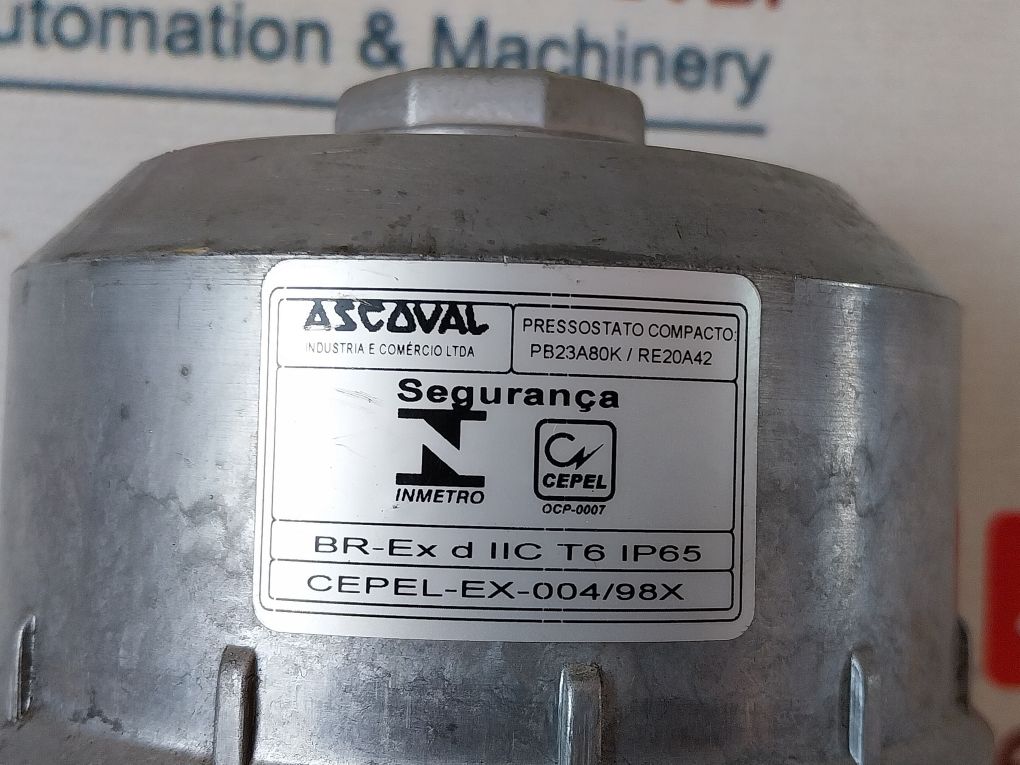 Automation & Machinery
ASCOVAL
INDUSTRIA E COMÉRCIO LTDA
PRESSOSTATO COMPACTO:
PB23A80K / RE20A42
Segurança
INMETRO
CEPEL
OCP-0007
BR-Ex d IIC T6 IP65
CEPEL-EX-004/98X